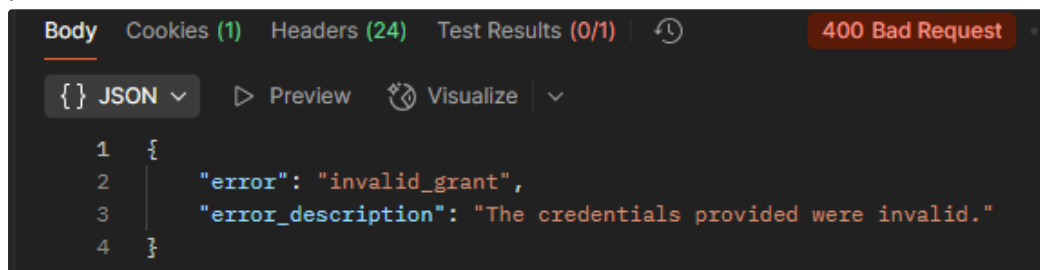 Body Cookies (1) Headers (24) Test Results (0/1) 400 Bad Request
{} JSON Preview Visualize
1 {
2 "error": "invalid_grant",
3 "error_description": "The credentials provided were invalid."
4 }